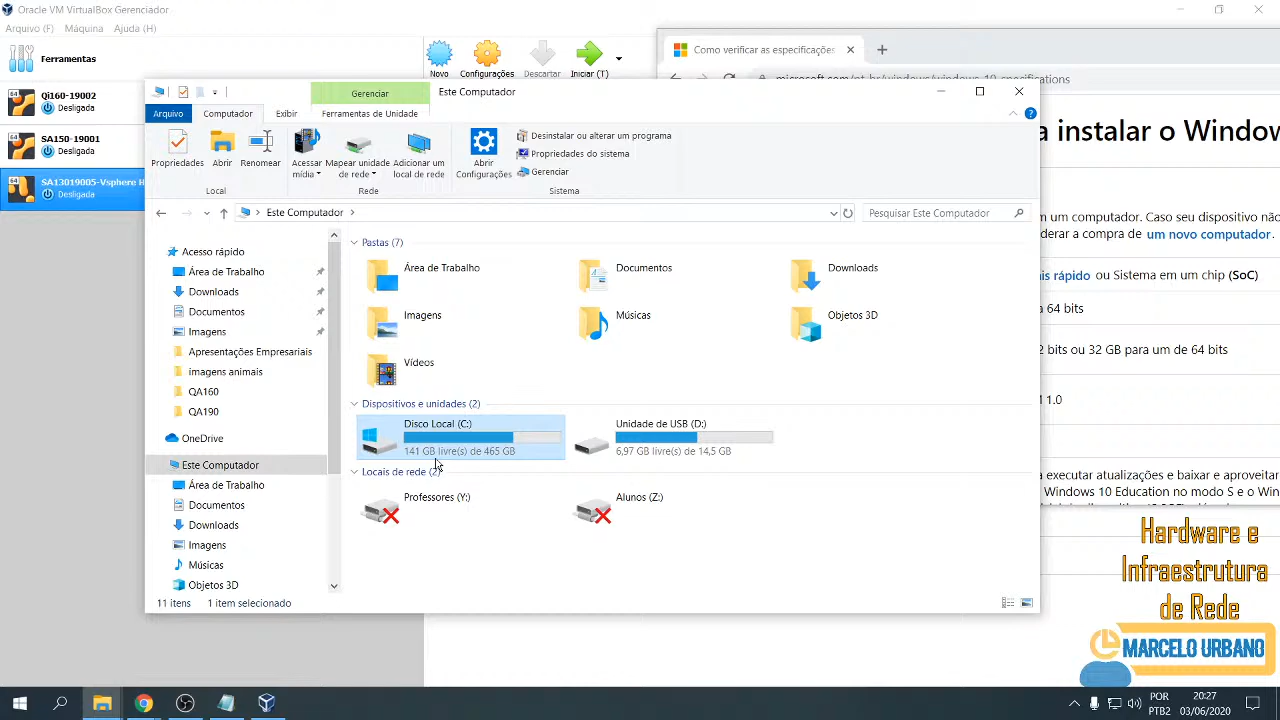 Oracle VM VirtualBox Gerenciador
Arquivo (F) Máquina Ajuda (H)
Ferramentas
Novo Configurações Descartar Iniciar (T)
Qi160-19002
Desligada
SA150-19001
Desligada
SA13019005-Vsphere H
Desligada
Como verificar as especificações
microsoft.com/pt-br/windows/windows-10-specifications
a instalar o Window
m um computador. Caso seu dispositivo nã
derar a compra de um novo computador.
is rápido ou Sistema em um chip (SoC)
a 64 bits
2 bits ou 32 GB para um de 64 bits
1.0
executar atualizações e baixar e aproveitar
Windows 10 Education no modo S e o Win
Gerenciar
Este Computador
Arquivo Computador Exibir Ferramentas de Unidade
Propriedades Abrir Renomear
Local
Acessar mídia
Mapear unidade de rede
Adicionar um local de rede
Rede
Abrir Configurações
Desinstalar ou alterar um programa
Propriedades do sistema
Gerenciar
Sistema
Este Computador
Pesquisar Este Computador
Acesso rápido
Área de Trabalho
Downloads
Documentos
Imagens
Apresentações Empresariais
imagens animais
QA160
QA190
OneDrive
Este Computador
Área de Trabalho
Documentos
Downloads
Imagens
Músicas
Objetos 3D
Pastas (7)
Área de Trabalho
Documentos
Downloads
Imagens
Músicas
Objetos 3D
Vídeos
Dispositivos e unidades (2)
Disco Local (C:)
141 GB livre(s) de 465 GB
Unidade de USB (D:)
6,97 GB livre(s) de 14,5 GB
Locais de rede (2)
Professores (Y:)
Alunos (Z:)
11 itens 1 item selecionado
Hardware e
Infraestrutura
de Rede
MARCELO URBANO
POR
PTB2
20:27
03/06/2020